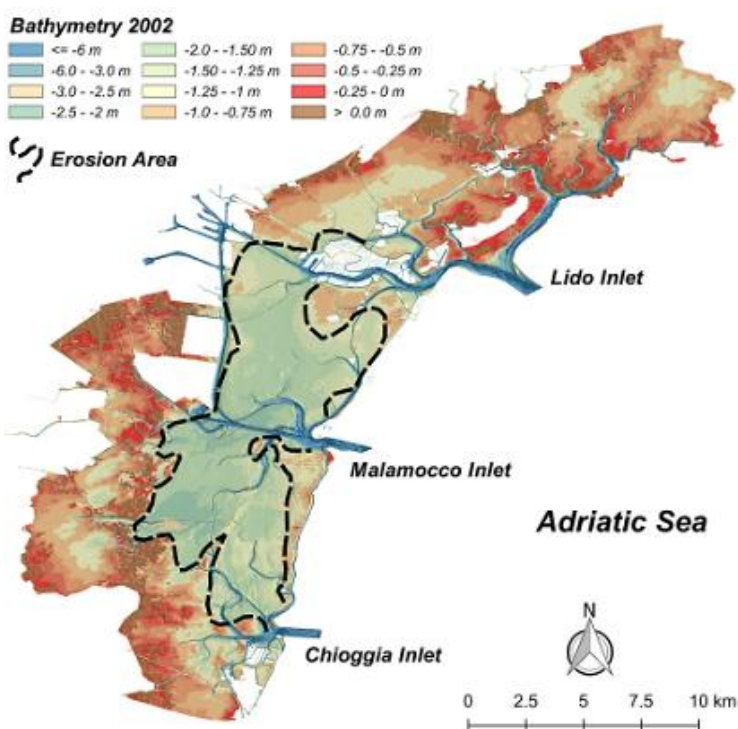 Bathymetry 2002
<= -6 m
-6.0 - -3.0 m
-3.0 - -2.5 m
-2.5 - -2 m
-2.0 - -1.50 m
-1.50 - -1.25 m
-1.25 - -1 m
-1.0 - -0.75 m
-0.75 - -0.5 m
-0.5 - -0.25 m
-0.25 - 0 m
> 0.0 m
Erosion Area
Lido Inlet
Malamocco Inlet
Adriatic Sea
Chioggia Inlet
N
0 2.5 5 7.5 10 km